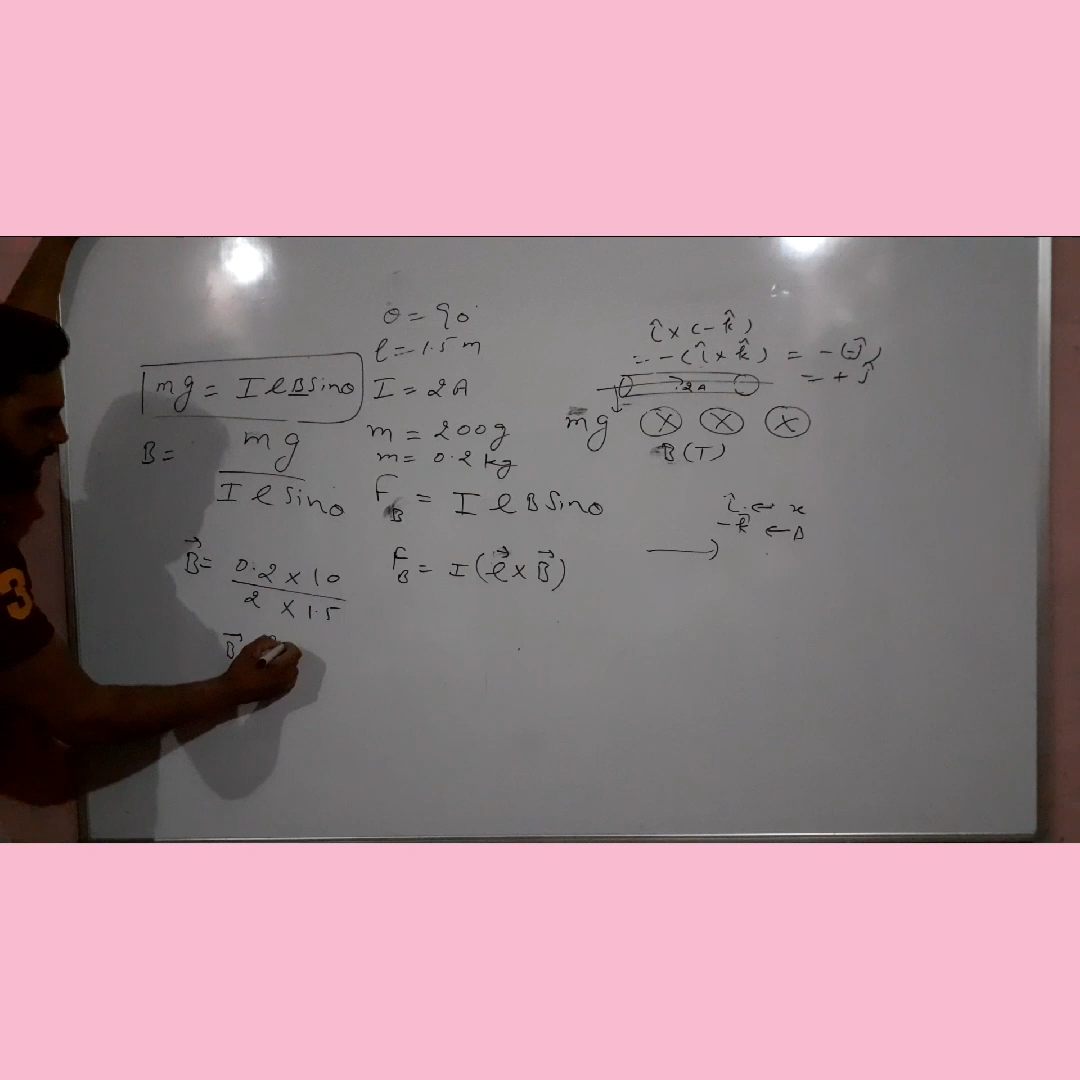 θ = 90°
l = 1.5 m
I = 2A
m = 200g
m = 0.2 kg
F_B = I l B Sinθ
F_B = I (l⃗ × B⃗)
mg = I l B Sinθ
B = mg / I l Sinθ
B⃗ = 0.2 × 10 / 2 × 1.5
B⃗
î × (-k̂)
= -(î × k̂) = -(-ĵ)
= + ĵ
2A
mg ⊗ ⊗ ⊗
B (T)
î ← x
-k̂ ←
3